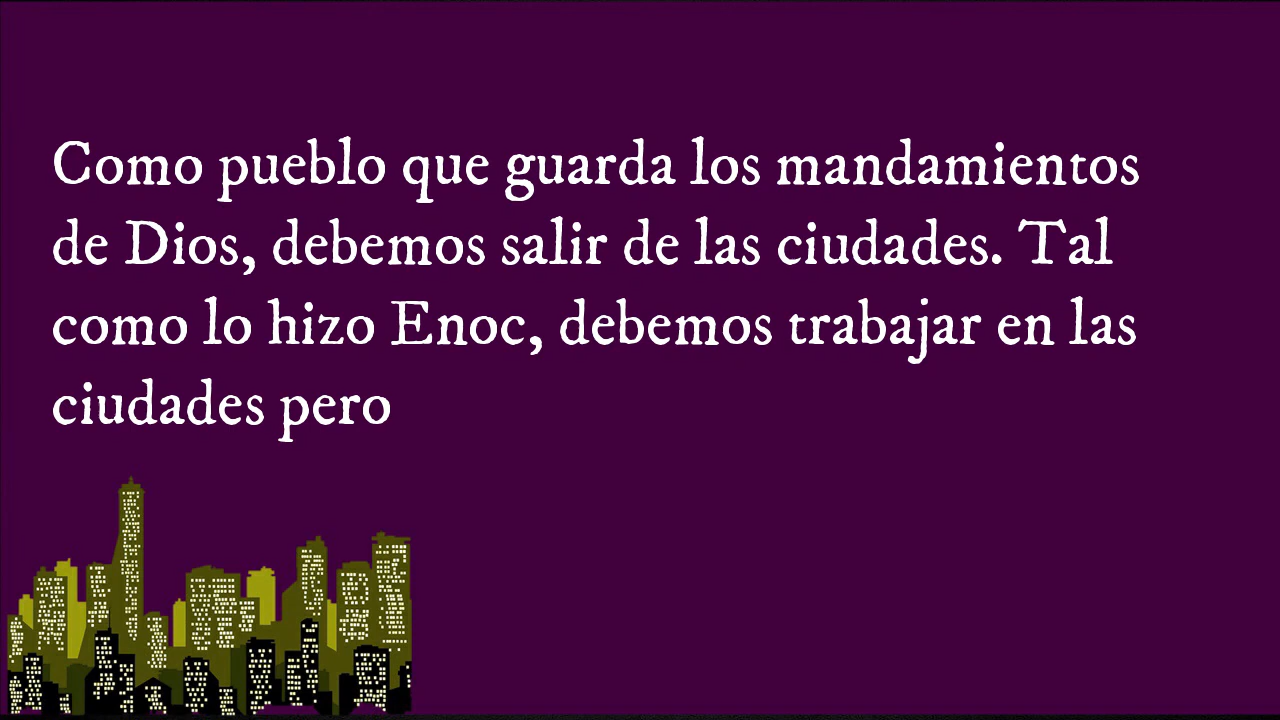 Como pueblo que guarda los mandamientos
de Dios, debemos salir de las ciudades. Tal
como lo hizo Enoc, debemos trabajar en las
ciudades pero